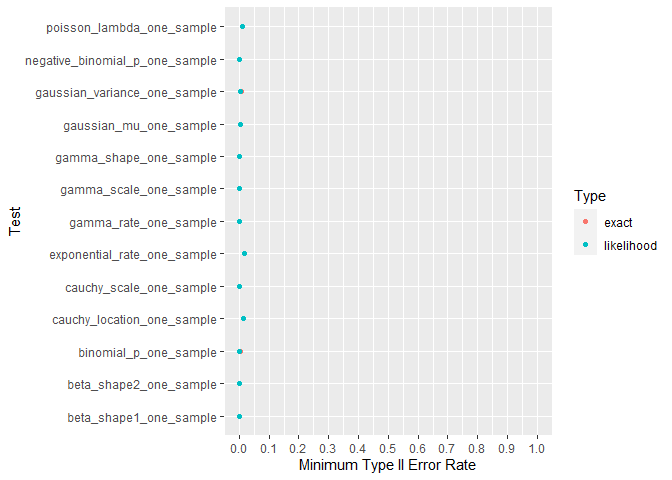 poisson_lambda_one_sample
negative_binomial_p_one_sample
gaussian_variance_one_sample
gaussian_mu_one_sample
gamma_shape_one_sample
gamma_scale_one_sample
gamma_rate_one_sample
exponential_rate_one_sample
cauchy_scale_one_sample
cauchy_location_one_sample
binomial_p_one_sample
beta_shape2_one_sample
beta_shape1_one_sample
Test
0.0 0.1 0.2 0.3 0.4 0.5 0.6 0.7 0.8 0.9 1.0
Minimum Type II Error Rate
Type
exact
likelihood